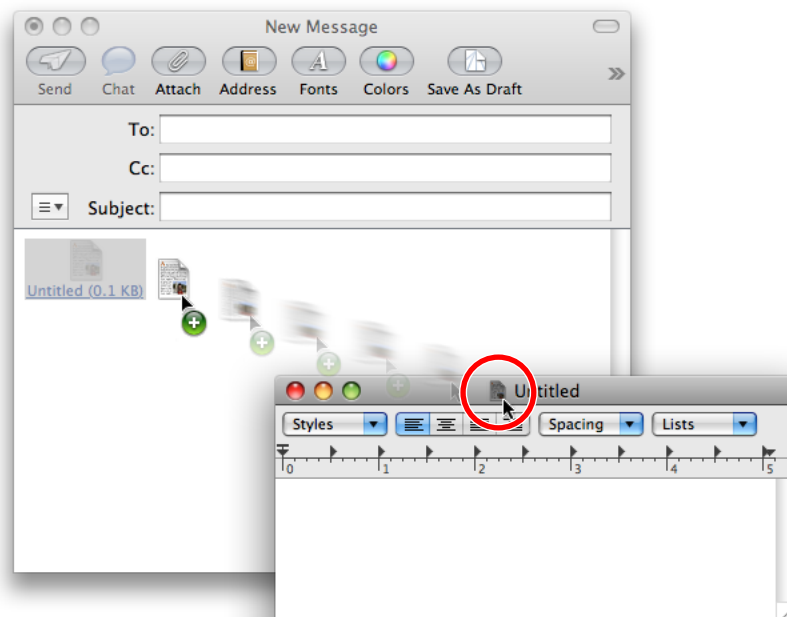 New Message
Send Chat Attach Address Fonts Colors Save As Draft
To:
Cc:
Subject:
Untitled (0.1 KB)
Untitled
Styles Spacing Lists
0 1 2 3 4 5